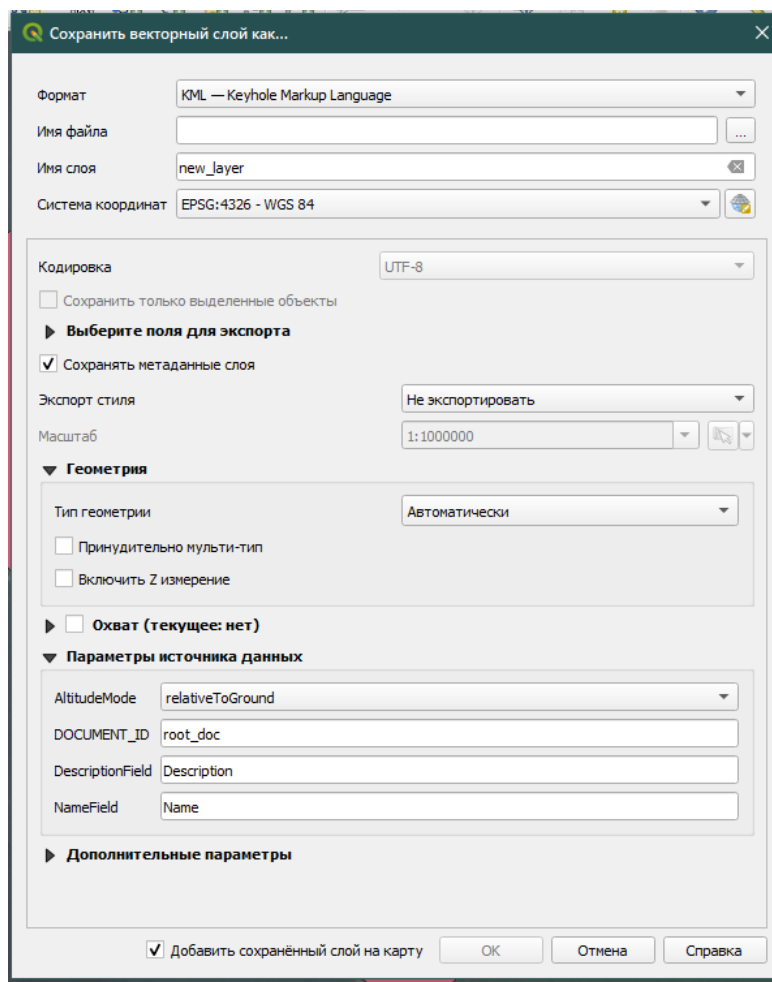 Сохранить векторный слой как...
Формат KML — Keyhole Markup Language
Имя файла ...
Имя слоя new_layer
Система координат EPSG:4326 - WGS 84
Кодировка UTF-8
Сохранить только выделенные объекты
Выберите поля для экспорта
Сохранять метаданные слоя
Экспорт стиля Не экспортировать
Масштаб 1:1000000
Геометрия
Тип геометрии Автоматически
Принудительно мульти-тип
Включить Z измерение
Охват (текущее: нет)
Параметры источника данных
AltitudeMode relativeToGround
DOCUMENT_ID root_doc
DescriptionField Description
NameField Name
Дополнительные параметры
Добавить сохранённый слой на карту OK Отмена Справка